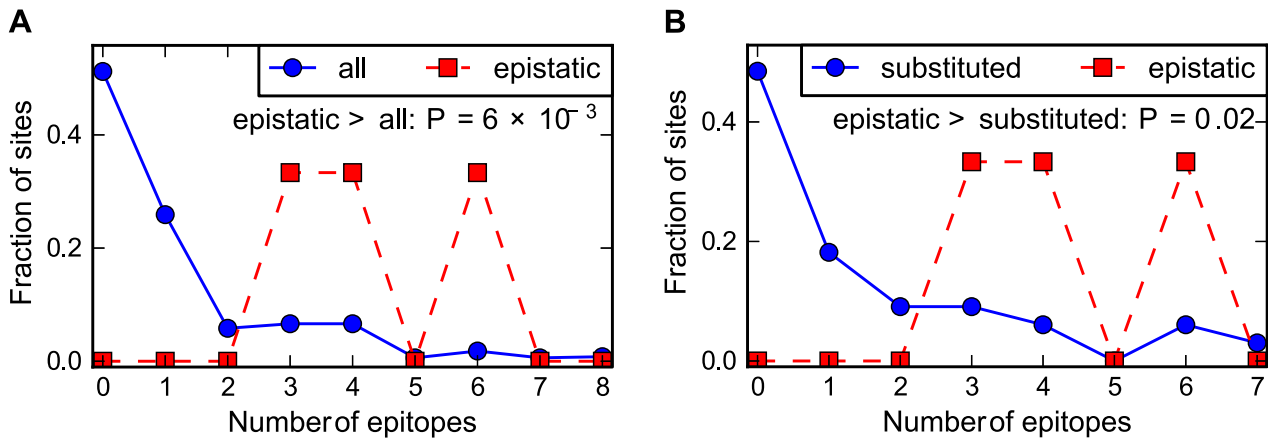 A
all epistatic
epistatic > all: P = 6 × 10⁻³
Fraction of sites
0.4
0.2
0.0
0 1 2 3 4 5 6 7 8
Number of epitopes
B
substituted epistatic
epistatic > substituted: P = 0.02
Fraction of sites
0.4
0.2
0.0
0 1 2 3 4 5 6 7
Number of epitopes